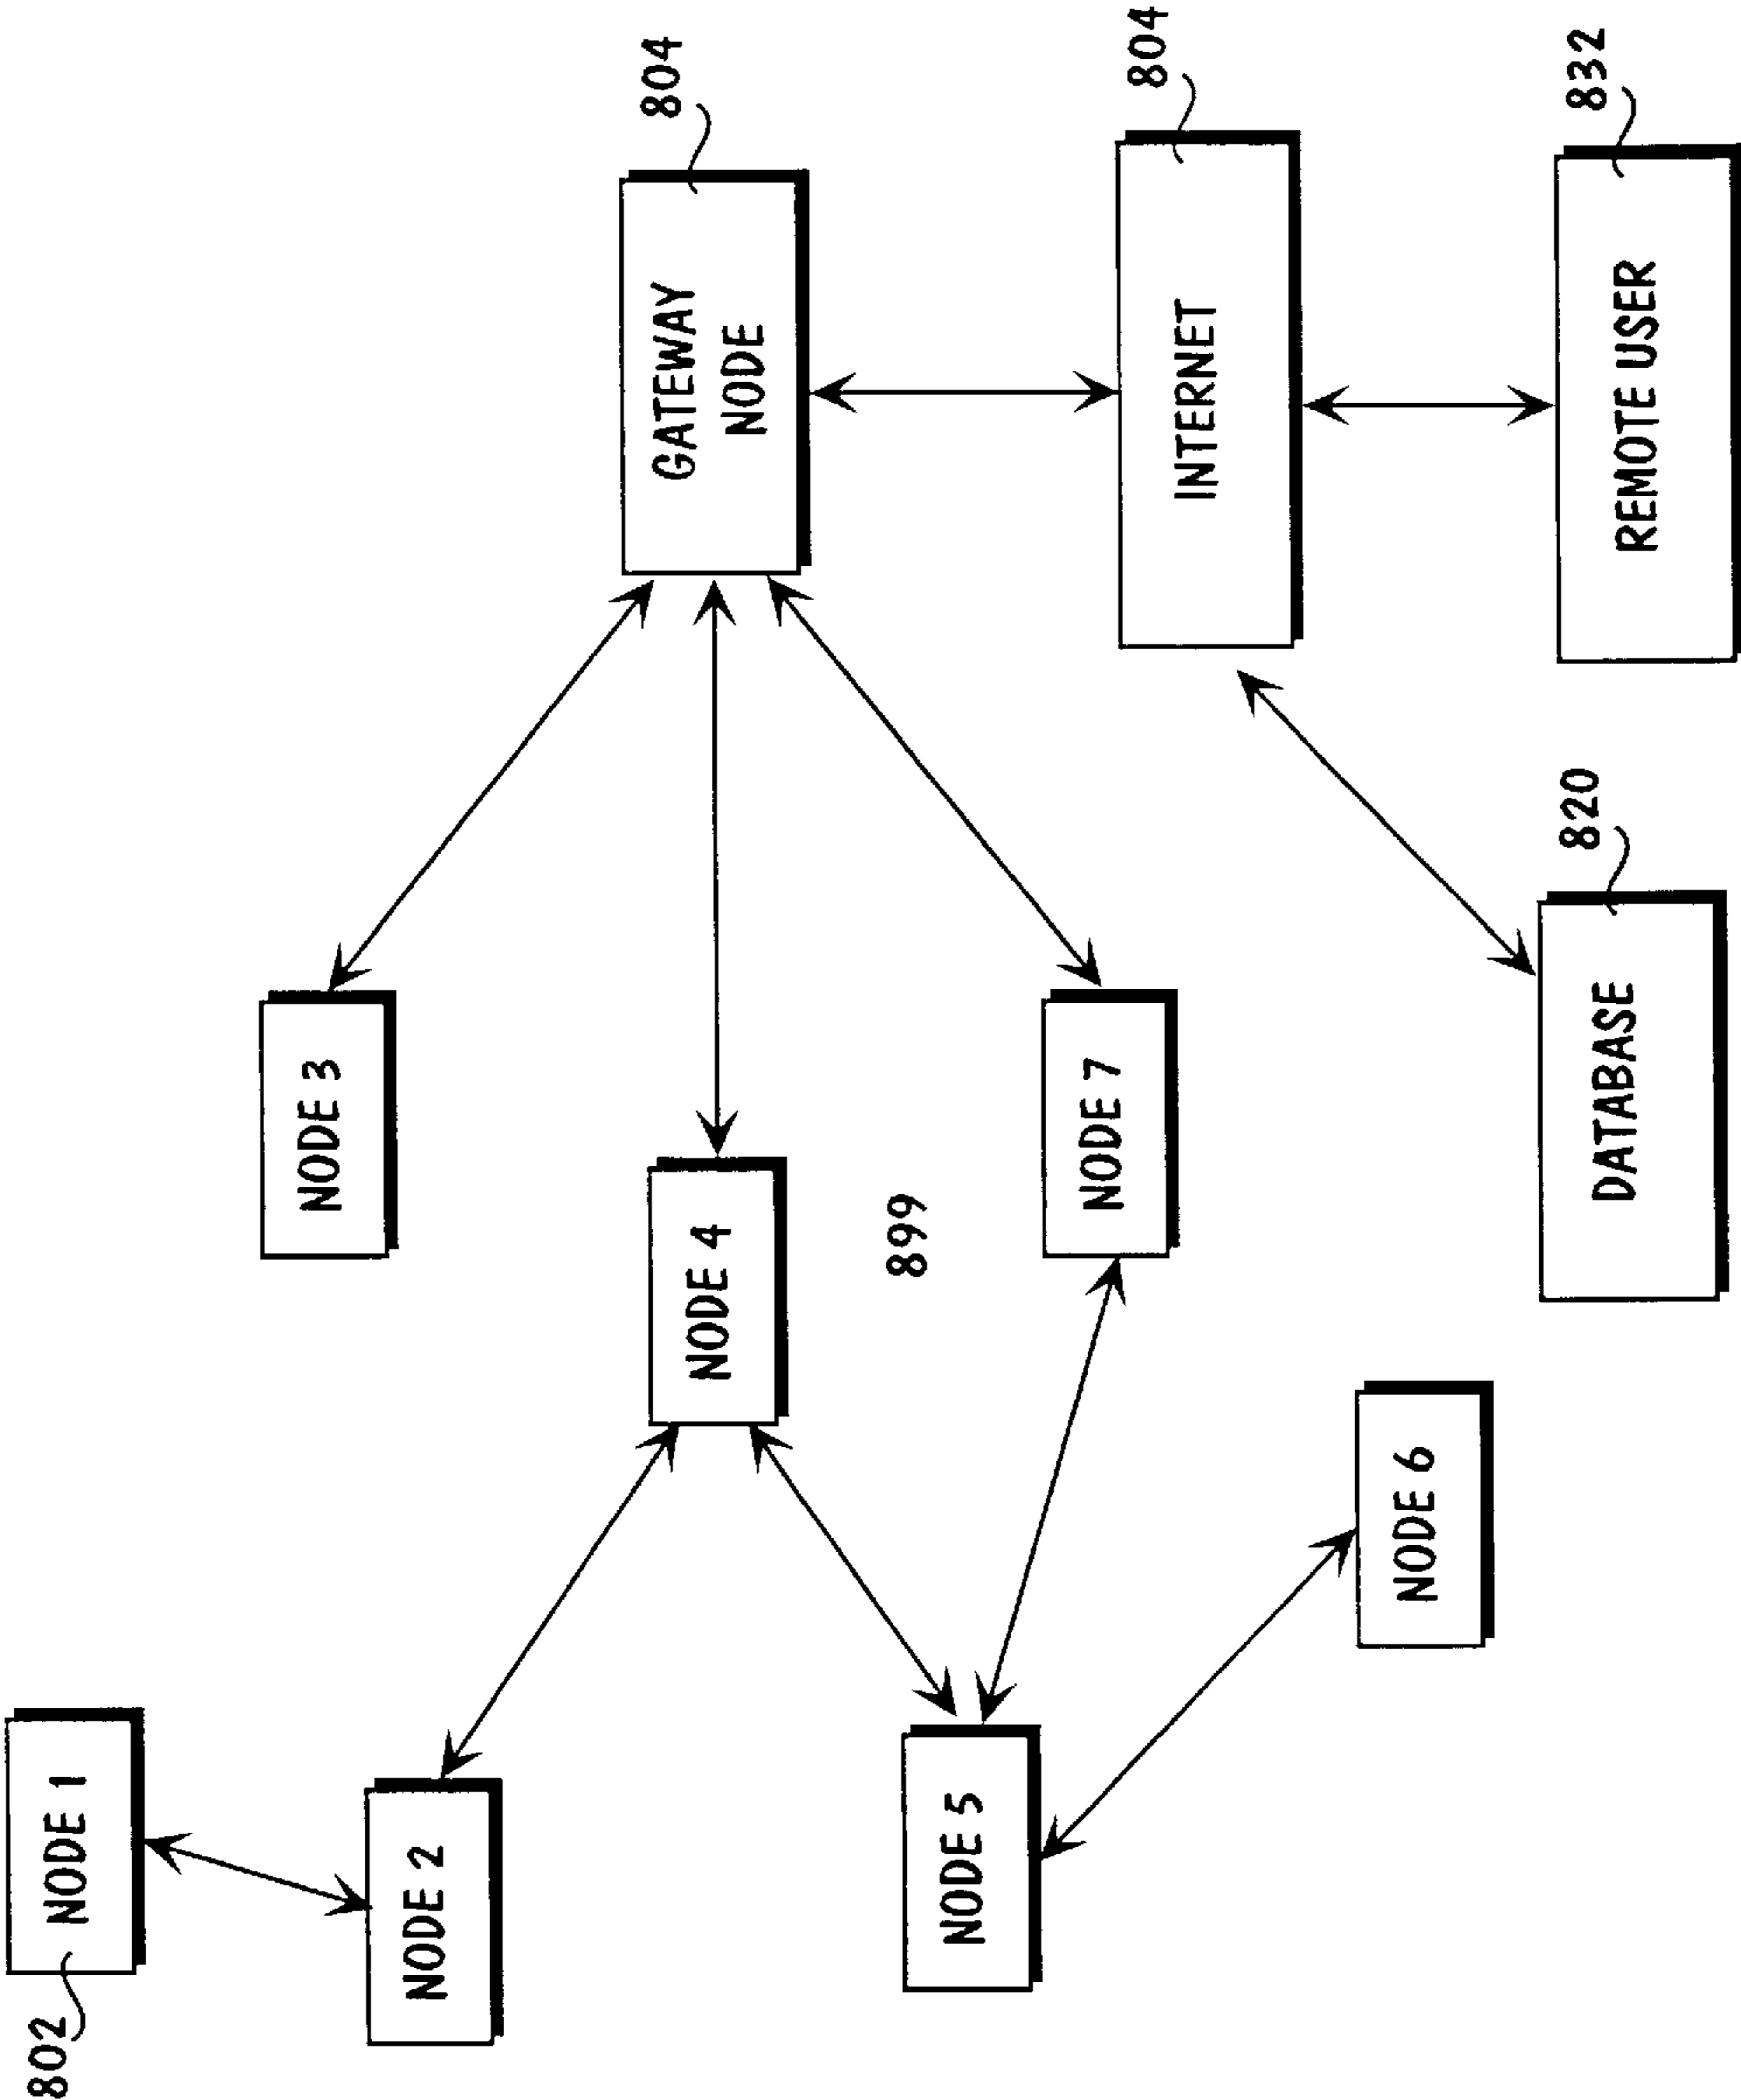 802
NODE 1
NODE 2
NODE 3
804
GATEWAY
NODE
NODE 4
899
NODE 5
NODE 7
804
INTERNET
NODE 6
820
DATABASE
832
REMOTE USER